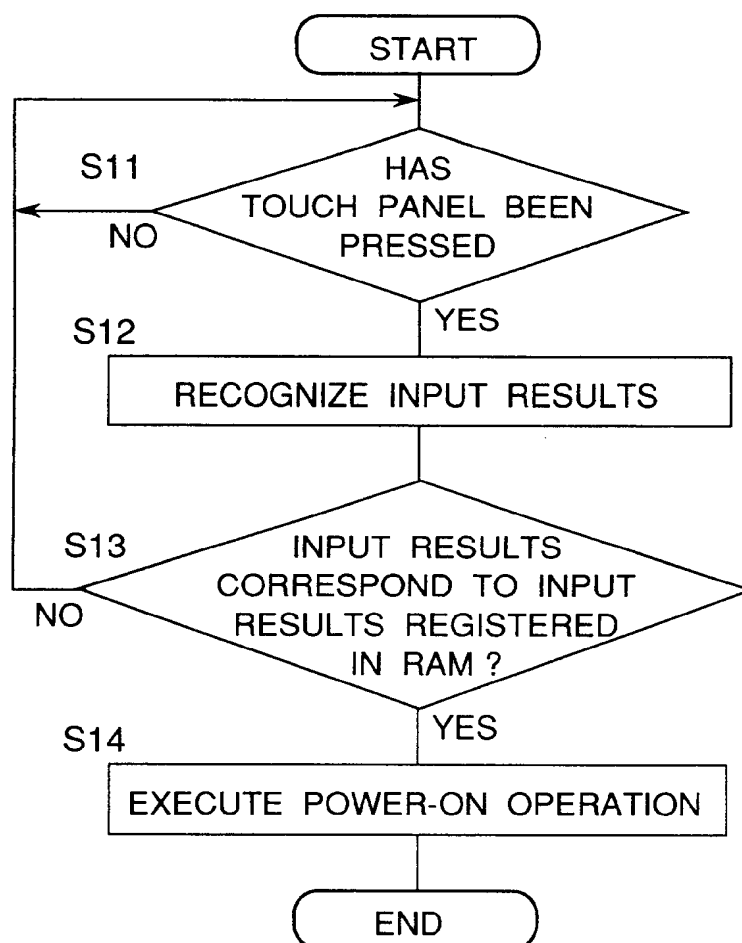 START
S11
HAS
TOUCH PANEL BEEN
PRESSED
NO
YES
S12
RECOGNIZE INPUT RESULTS
S13
INPUT RESULTS
CORRESPOND TO INPUT
RESULTS REGISTERED
IN RAM ?
NO
YES
S14
EXECUTE POWER-ON OPERATION
END